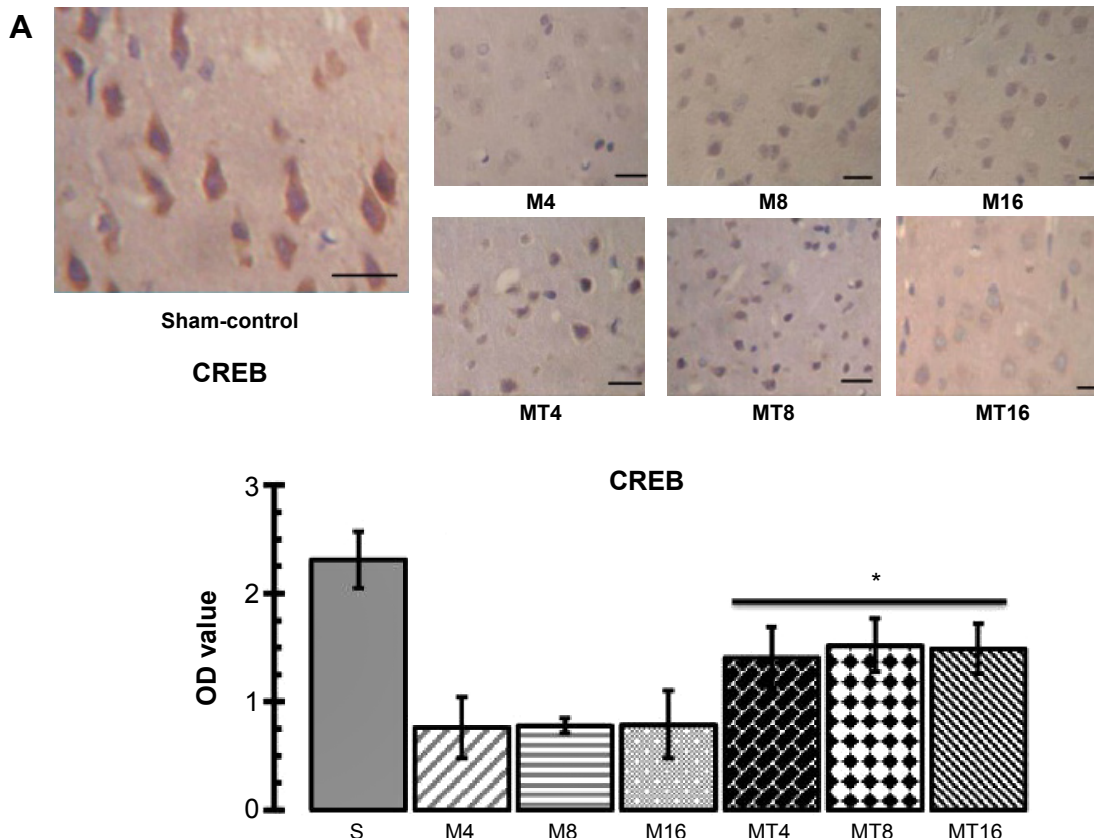 A
Sham-control
CREB
M4
M8
M16
MT4
MT8
MT16
CREB
OD value
3
2
1
0
*
S
M4
M8
M16
MT4
MT8
MT16